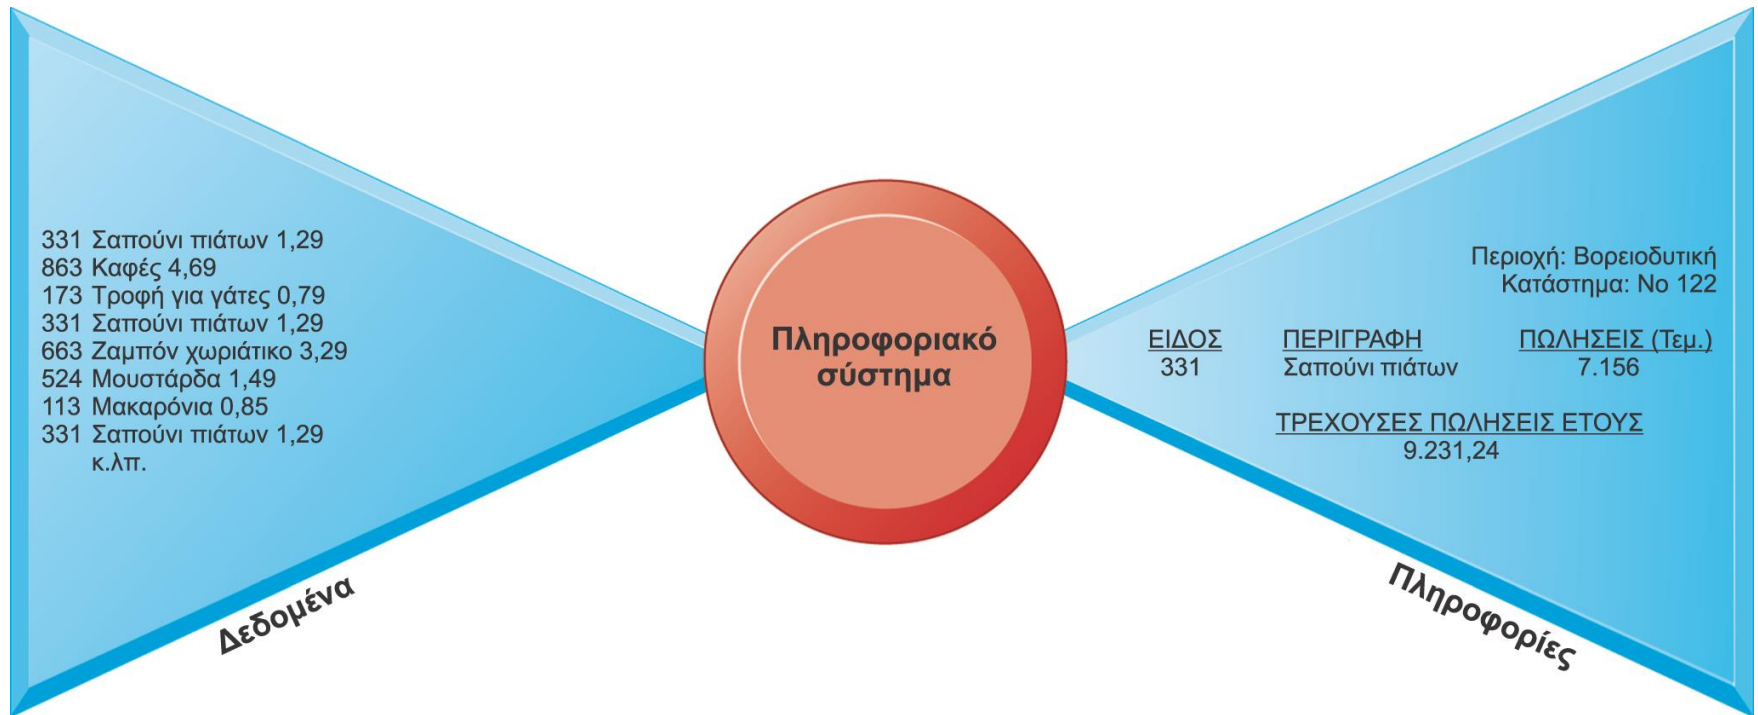 331 Σαπούνι πιάτων 1,29
863 Καφές 4,69
173 Τροφή για γάτες 0,79
331 Σαπούνι πιάτων 1,29
663 Ζαμπόν χωριάτικο 3,29
524 Μουστάρδα 1,49
113 Μακαρόνια 0,85
331 Σαπούνι πιάτων 1,29
κ.λπ.
Δεδομένα
Πληροφοριακό
σύστημα
Περιοχή: Βορειοδυτική
Κατάστημα: Νο 122
ΕΙΔΟΣ ΠΕΡΙΓΡΑΦΗ ΠΩΛΗΣΕΙΣ (Τεμ.)
331 Σαπούνι πιάτων 7.156
ΤΡΕΧΟΥΣΕΣ ΠΩΛΗΣΕΙΣ ΕΤΟΥΣ
9.231,24
Πληροφορίες